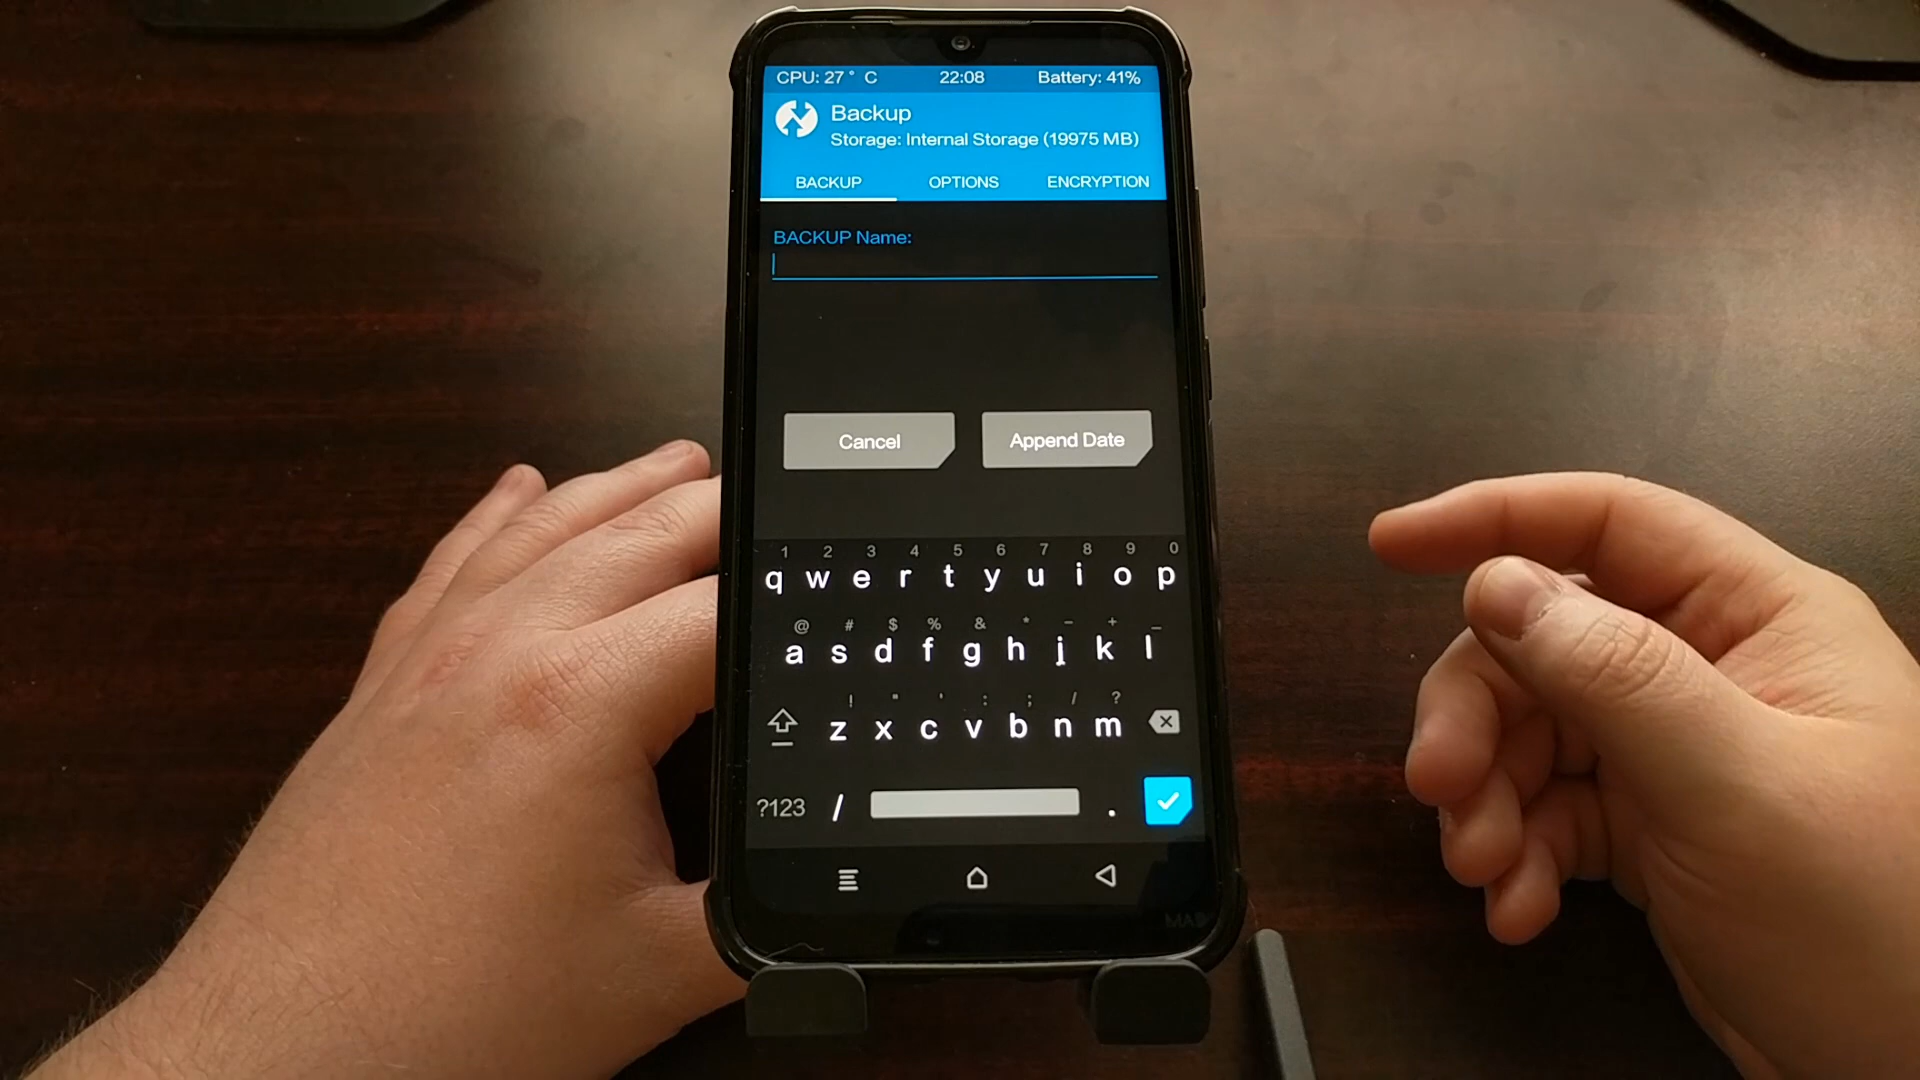 CPU: 27° C 22:08 Battery: 41%
Backup
Storage: Internal Storage (19975 MB)
BACKUP OPTIONS ENCRYPTION
BACKUP Name:
Cancel Append Date
1 2 3 4 5 6 7 8 9 0
q w e r t y u i o p
@ # $ % & * - + _
a s d f g h j k l
! " ' : ; / ?
z x c v b n m
?123 / .